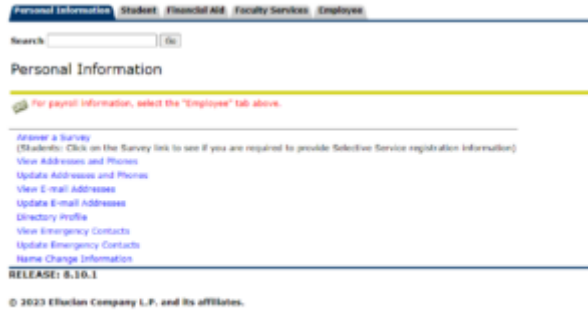 Personal Information Student Financial Aid Faculty Services Employee
Search Go
Personal Information
For payroll information, select the "Employee" tab above.
Answer a Survey
(Students: Click on the Survey link to see if you are required to provide Selective Service registration information)
View Addresses and Phones
Update Addresses and Phones
View E-mail Addresses
Update E-mail Addresses
Directory Profile
View Emergency Contacts
Update Emergency Contacts
Name Change Information
RELEASE: 8.10.1
© 2023 Ellucian Company L.P. and its affiliates.